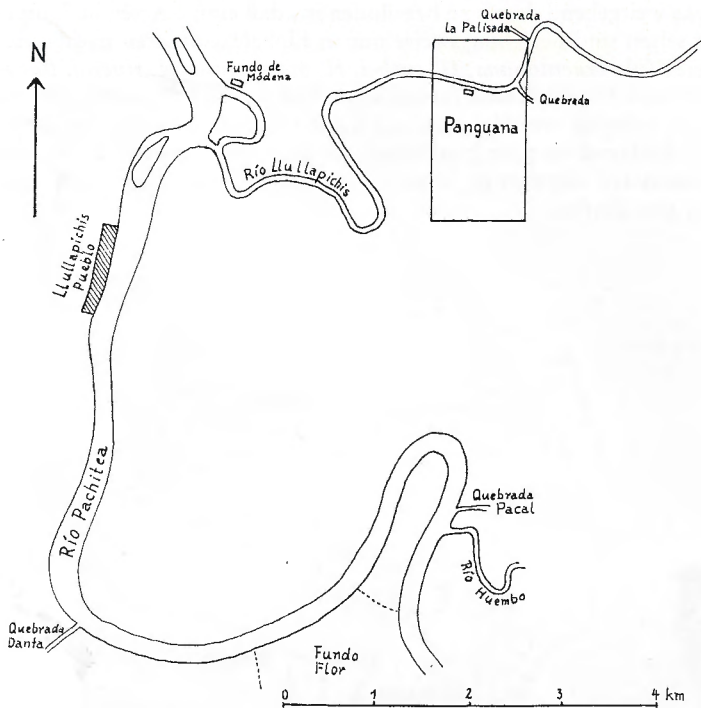 Quebrada
La Palisada
N
Fundo de
Módena
Quebrada
Panguana
Río Llullapichis
Llullapichis
Pueblo
Río Pachitea
Quebrada
Pacal
Río
Huembo
Quebrada
Danta
Fundo
Flor
0 1 2 3 4 km